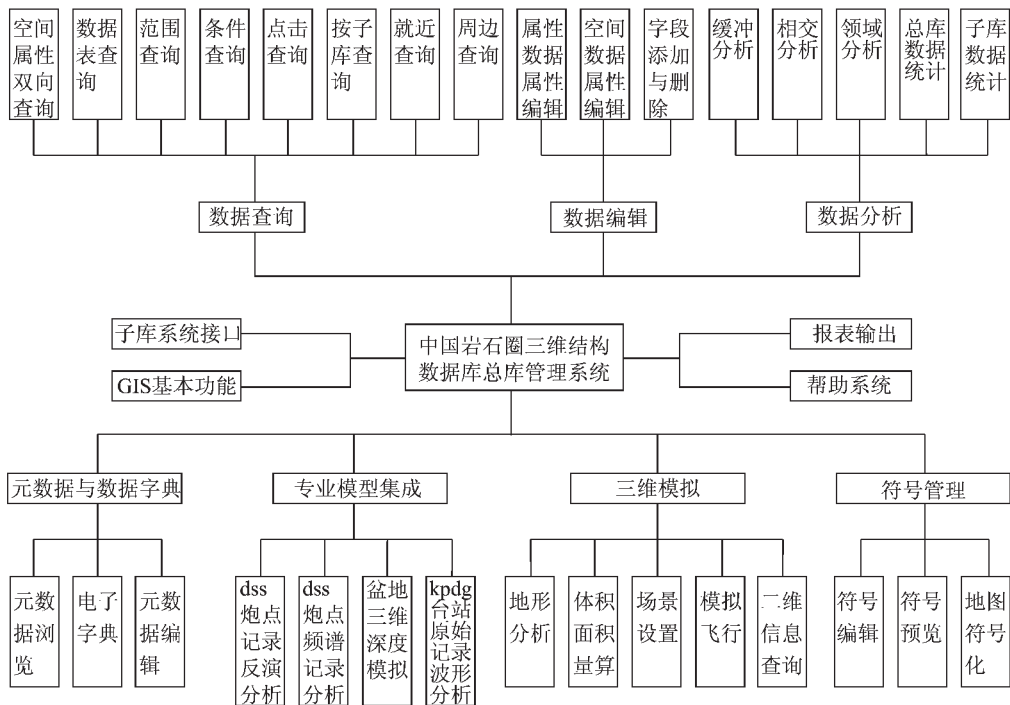 空间
属性
双向
查询
数据
表查
询
范围
查询
条件
查询
点击
查询
按子
库查
询
就近
查询
周边
查询
属性
数据
属性
编辑
空间
数据
属性
编辑
字段
添加
与删
除
缓冲
分析
相交
分析
领域
分析
总库
数据
统计
子库
数据
统计
数据查询
数据编辑
数据分析
子库系统接口
GIS基本功能
中国岩石圈三维结构
数据库总库管理系统
报表输出
帮助系统
元数据与数据字典
专业模型集成
三维模拟
符号管理
元数
据浏
览
电子
字典
元数
据编
辑
dss
炮点
记录
反演
分析
dss
炮点
频谱
记录
分析
盆地
三维
深度
模拟
kpdg
台站
原始
记录
波形
分析
地形
分析
体积
面积
量算
场景
设置
模拟
飞行
二维
信息
查询
符号
编辑
符号
预览
地图
符号
化